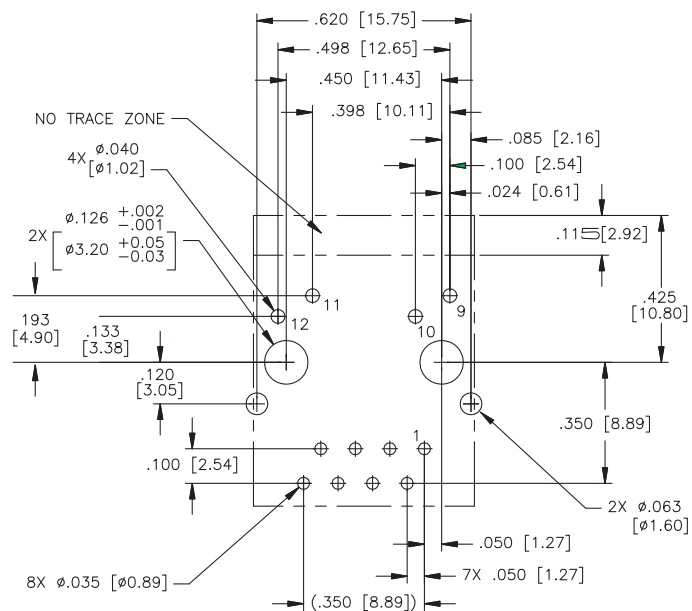 .620 [15.75]
.498 [12.65]
.450 [11.43]
.398 [10.11]
NO TRACE ZONE
.085 [2.16]
4X ø.040
[ø1.02]
.100 [2.54]
.024 [0.61]
ø.126 +.002
-.001
2X
ø3.20 +0.05
-0.03
[2.92]
.425
[10.80]
11
9
12
10
.193
[4.90]
.133
[3.38]
.120
[3.05]
.350 [8.89]
1
.100 [2.54]
2X ø.063
[ø1.60]
.050 [1.27]
8X ø.035 [ø0.89]
7X .050 [1.27]
(.350 [8.89])